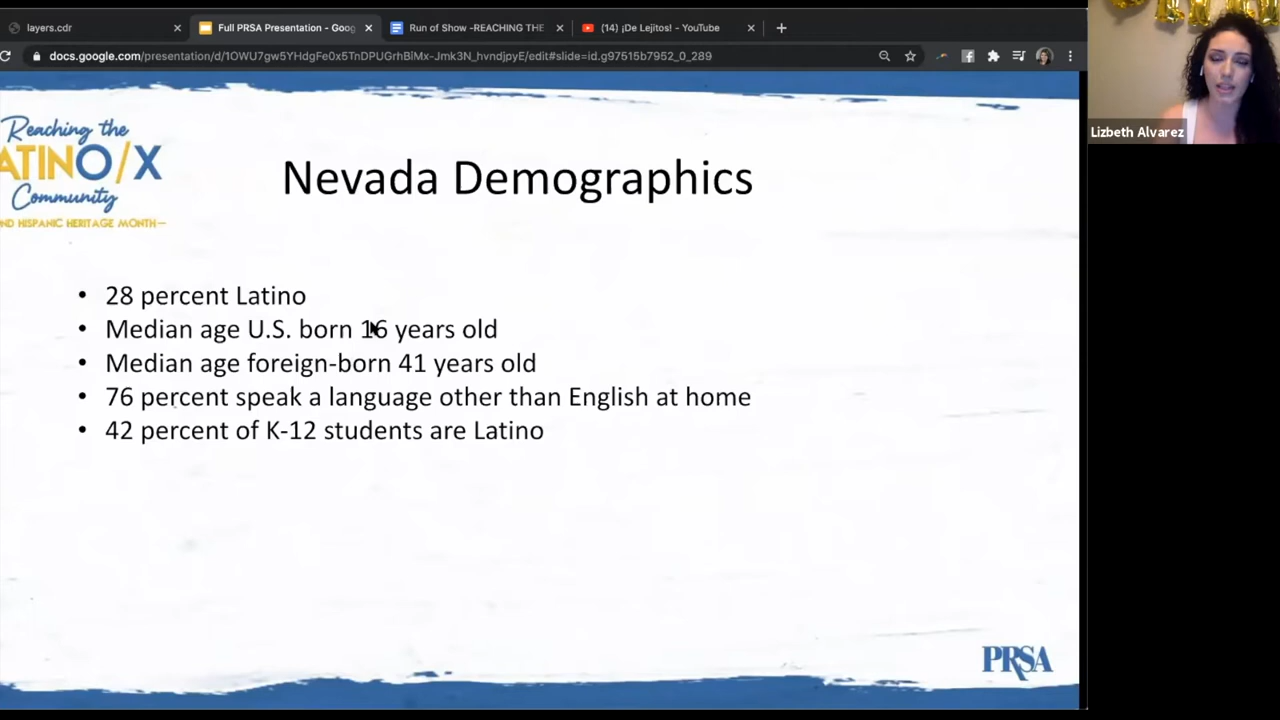 layers.cdr
Full PRSA Presentation - Goog
Run of Show -REACHING THE
(14) ¡De Lejitos! - YouTube
docs.google.com/presentation/d/1OWU7gw5YHdgFe0x5TnDPUGrhBiMx-Jmk3N_hvndjpyE/edit#slide=id.g97615b7952_0_289
Lizbeth Alvarez
Reaching the
ATINO/X
Community
ND HISPANIC HERITAGE MONTH
Nevada Demographics
• 28 percent Latino
• Median age U.S. born 16 years old
• Median age foreign-born 41 years old
• 76 percent speak a language other than English at home
• 42 percent of K-12 students are Latino
PRSA